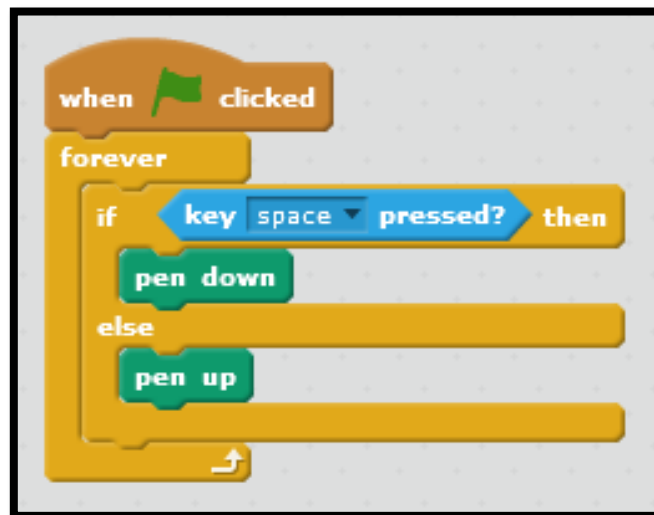 when clicked
forever
if key space pressed? then
pen down
else
pen up